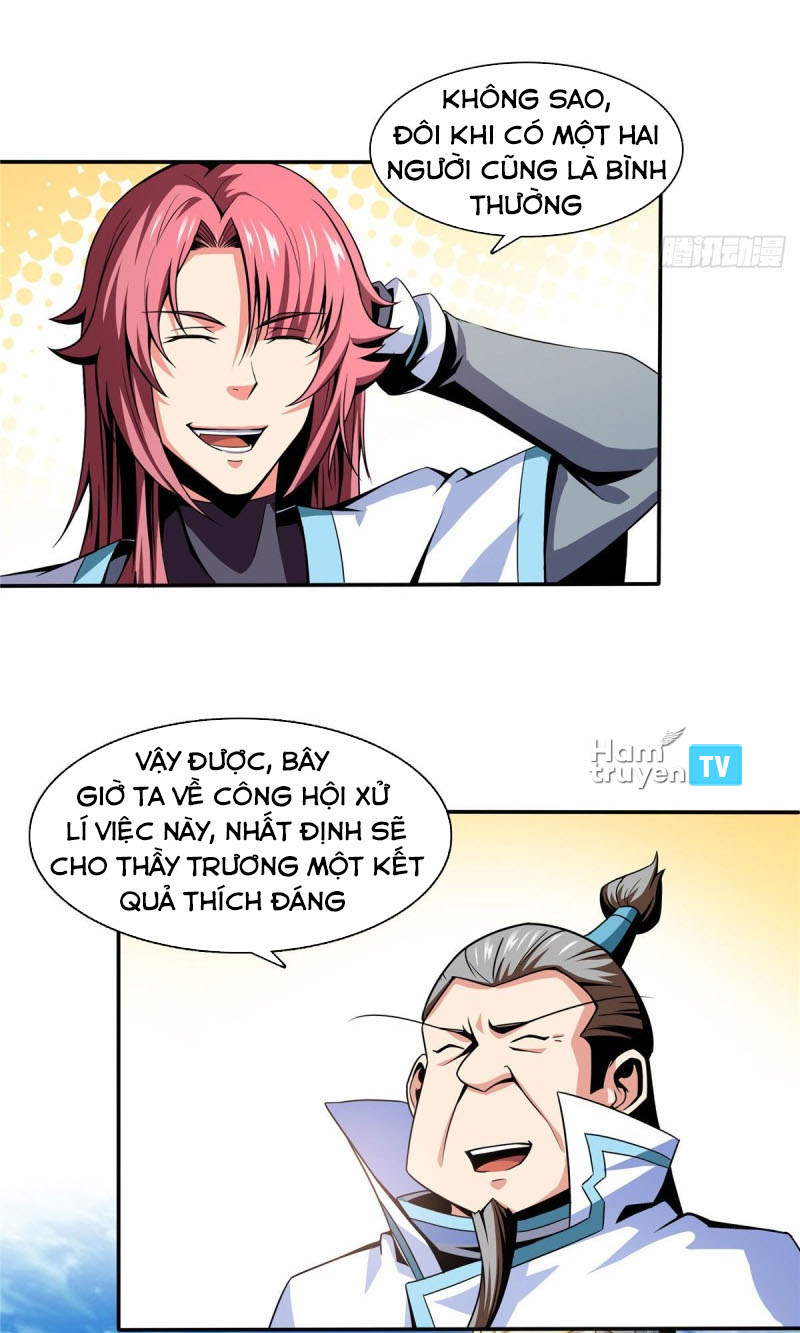 KHÔNG SAO,
ĐÔI KHI CÓ MỘT HAI
NGƯỜI CŨNG LÀ BÌNH
THƯỜNG
腾讯动漫
VẬY ĐƯỢC, BÂY
GIỜ TA VỀ CÔNG HỘI XỬ
LÍ VIỆC NÀY, NHẤT ĐỊNH SẼ
CHO THẦY TRƯƠNG MỘT KẾT
QUẢ THÍCH ĐÁNG
Ham
truyen TV